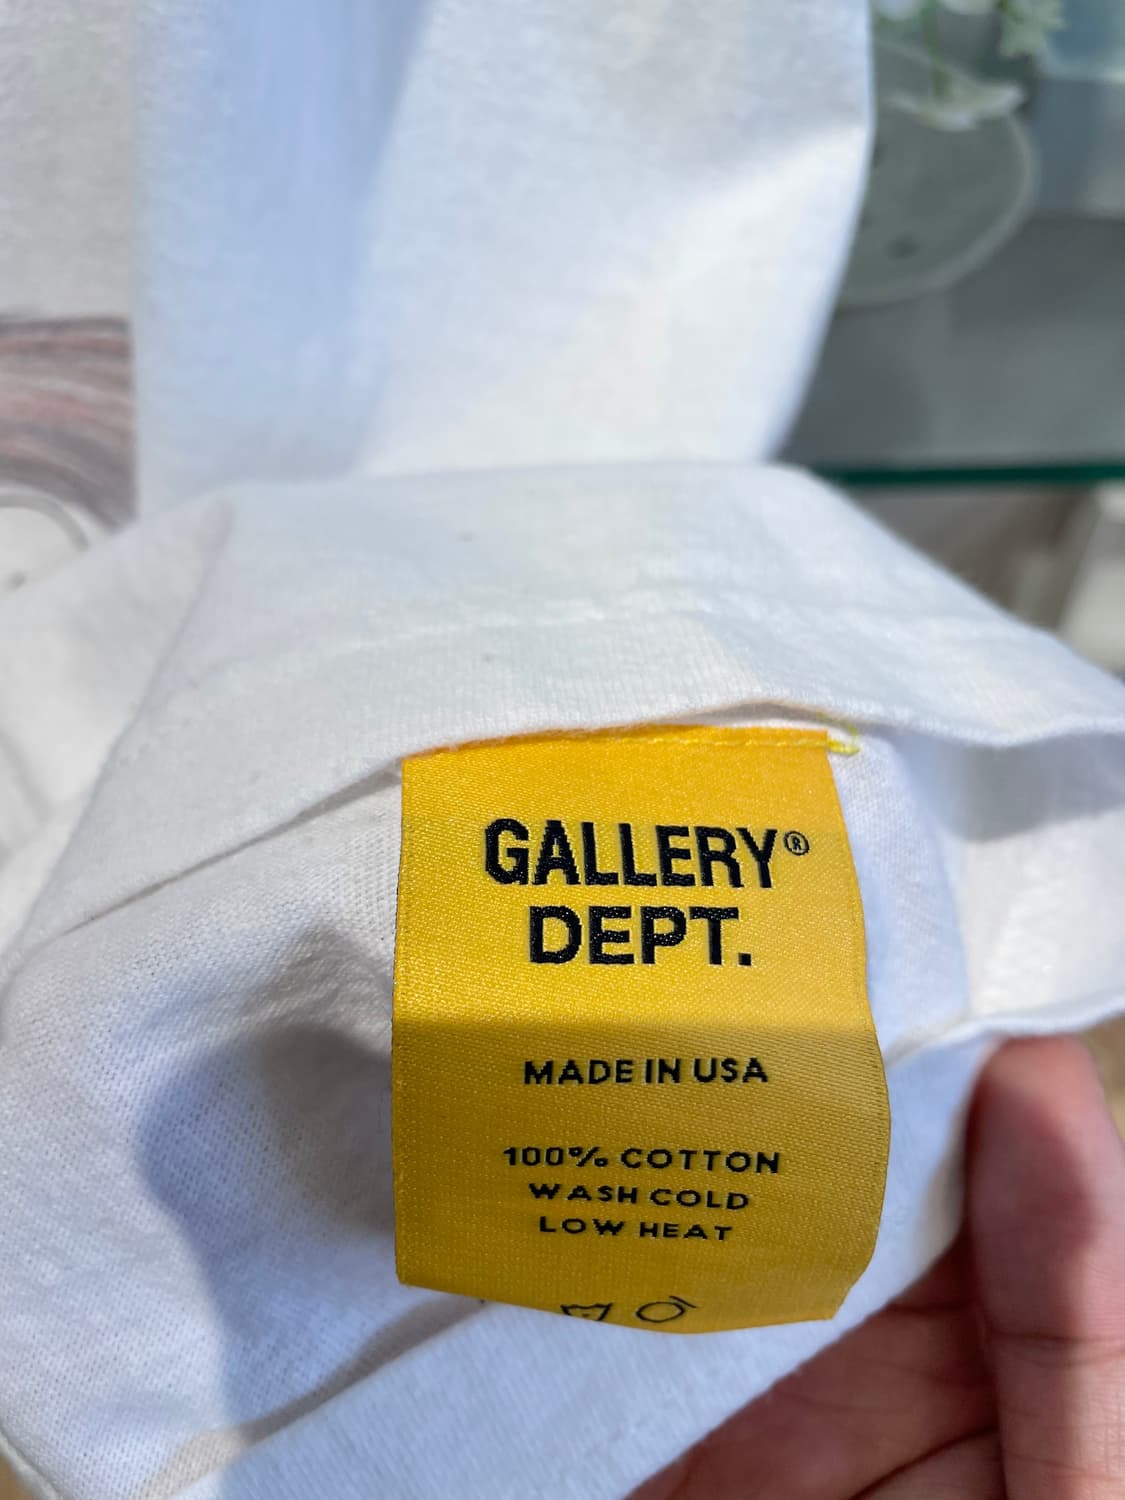 GALLERY®
DEPT.
MADE IN USA
100% COTTON
WASH COLD
LOW HEAT